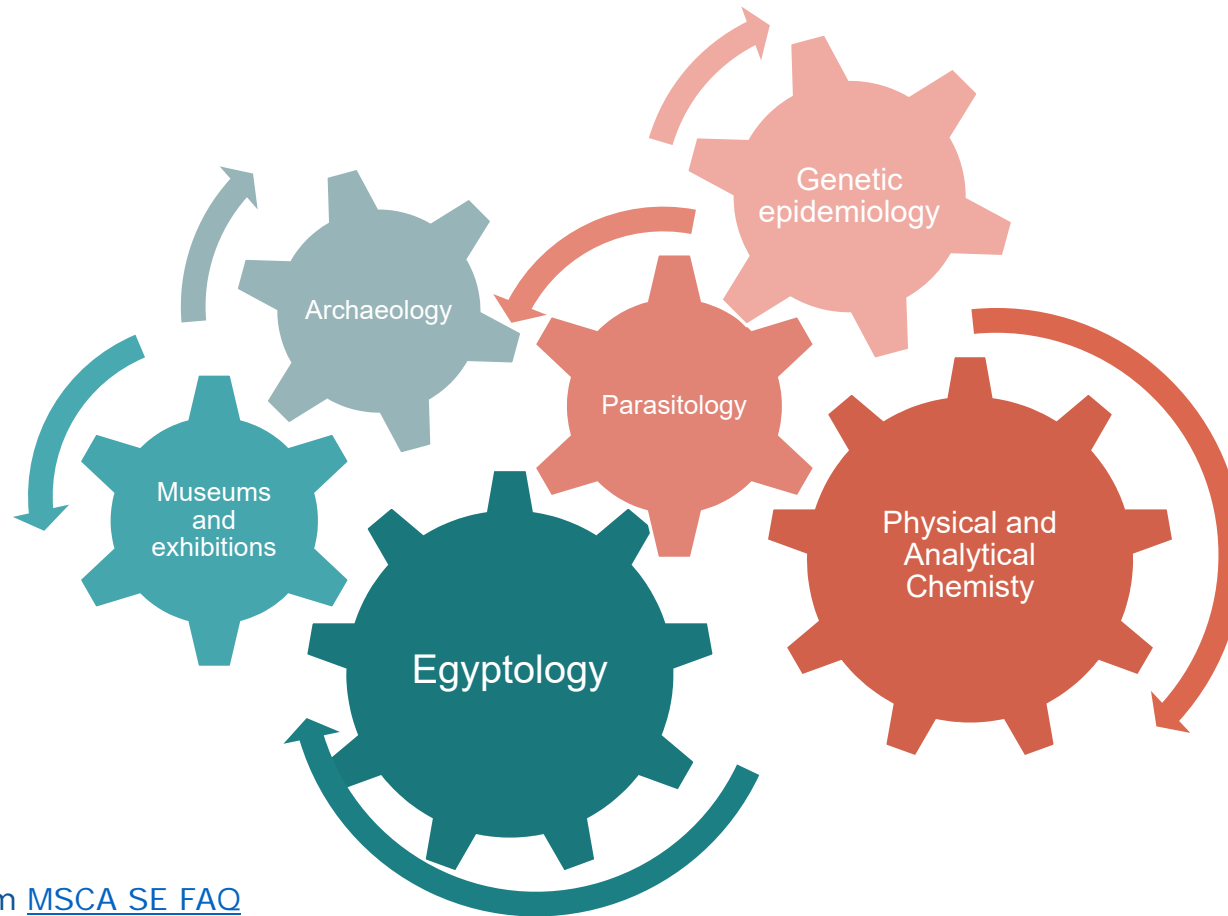 Genetic
epidemiology
Archaeology
Parasitology
Museums
and
exhibitions
Physical and
Analytical
Chemisty
Egyptology
MSCA SE FAQ